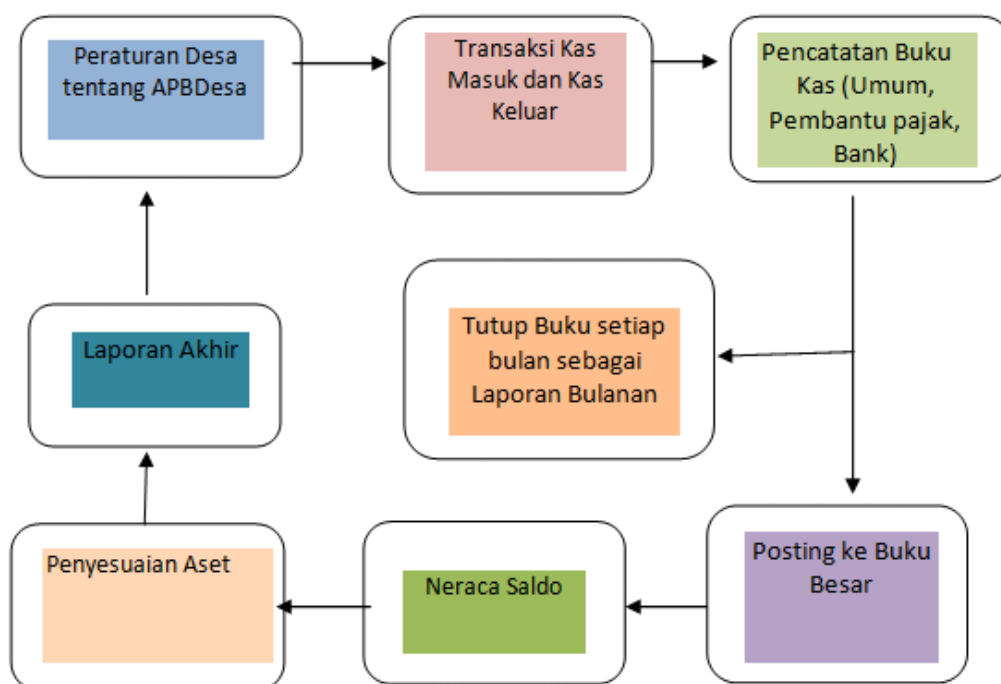 Peraturan Desa
tentang APBDesa
Transaksi Kas
Masuk dan Kas
Keluar
Pencatatan Buku
Kas (Umum,
Pembantu pajak,
Bank)
Tutup Buku setiap
bulan sebagai
Laporan Bulanan
Laporan Akhir
Penyesuaian Aset
Neraca Saldo
Posting ke Buku
Besar